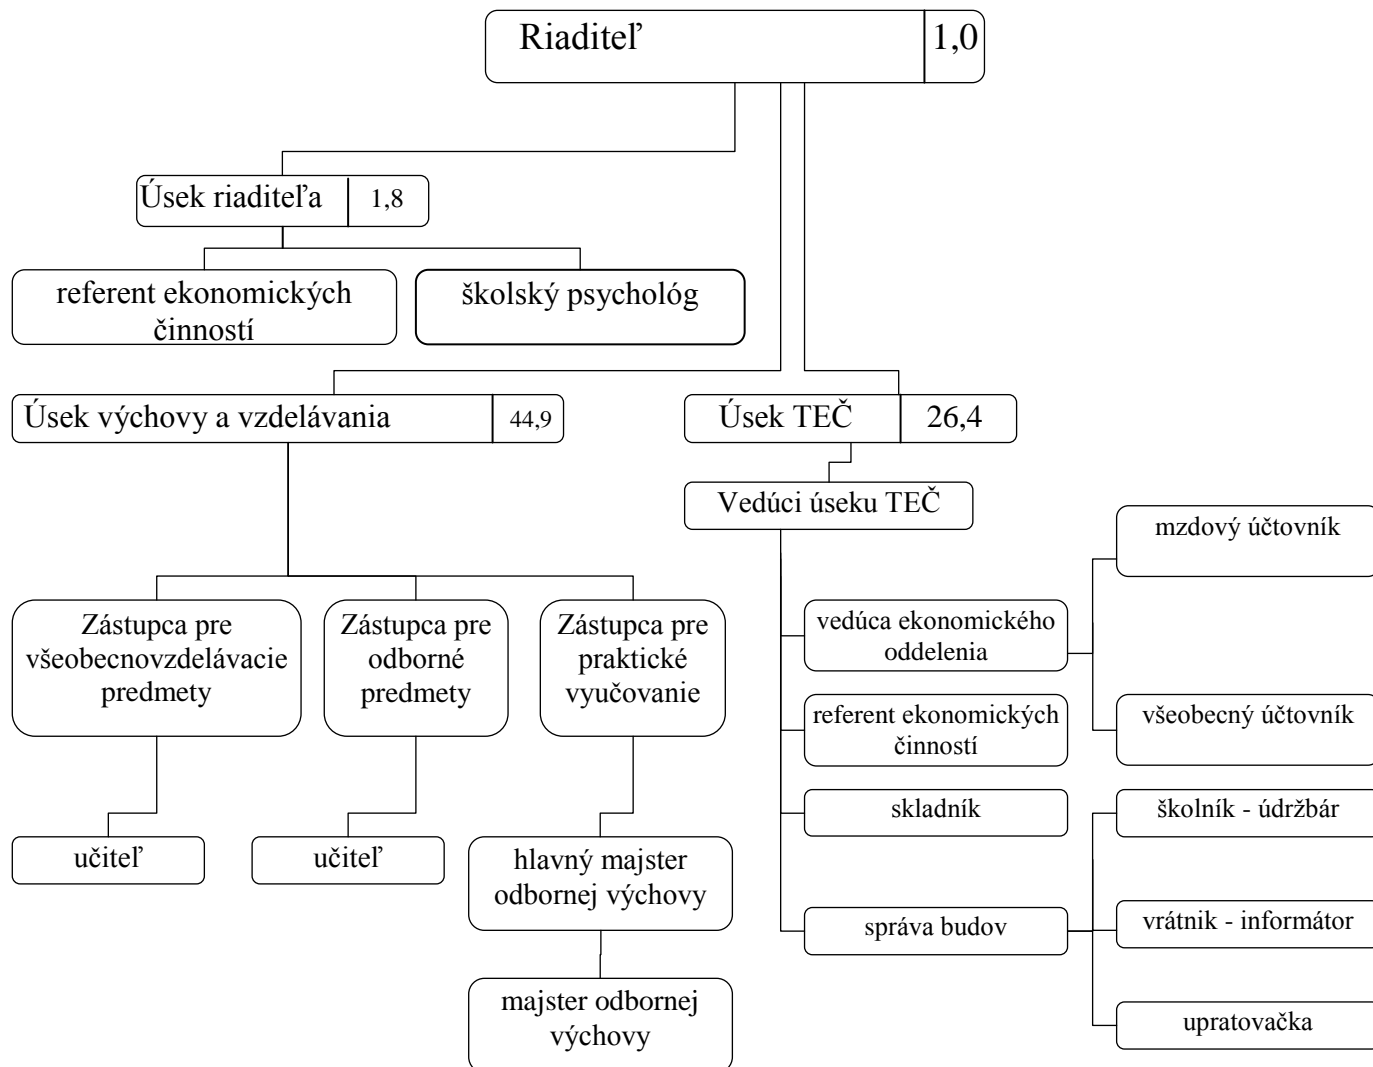 Riaditeľ 1,0
Úsek riaditeľa 1,8
referent ekonomických
činností
školský psychológ
Úsek výchovy a vzdelávania 44,9
Úsek TEČ 26,4
Vedúci úseku TEČ
Zástupca pre
všeobecnovzdelávacie
predmety
Zástupca pre
odborné
predmety
Zástupca pre
praktické
vyučovanie
učiteľ
učiteľ
hlavný majster
odbornej výchovy
majster odbornej
výchovy
vedúca ekonomického
oddelenia
referent ekonomických
činností
skladník
správa budov
mzdový účtovník
všeobecný účtovník
školník - údržbár
vrátnik - informátor
upratovačka